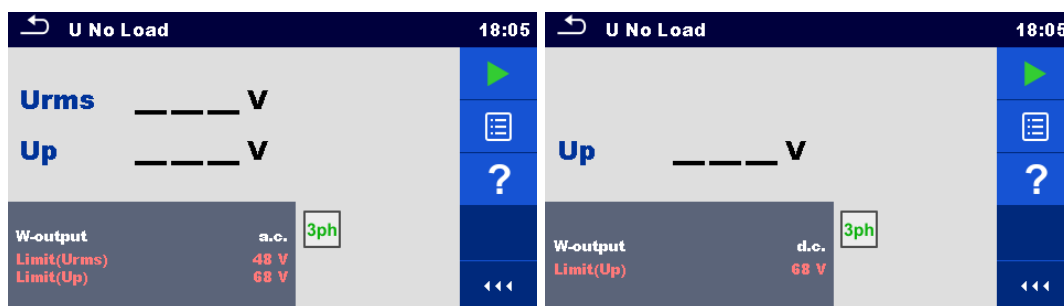 U No Load 18:05
Urms ___ V
Up ___ V
?
W-output a.c.
Limit(Urms) 48 V
Limit(Up) 68 V
3ph
U No Load 18:05
Up ___ V
?
W-output d.c.
Limit(Up) 68 V
3ph